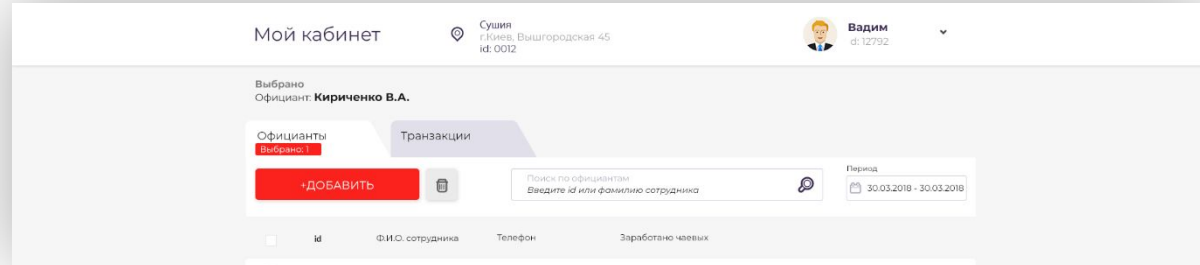 Мой кабинет
Сушия
г.Киев, Вышгородская 45
id: 0012
Вадим
d: 12792
Выбрано
Официант: Кириченко В.А.
Официанты
Выбрано: 1
Транзакции
+ДОБАВИТЬ
Поиск по официантам
Введите id или фамилию сотрудника
Период
30.03.2018 - 30.03.2018
id Ф.И.О. сотрудника Телефон Заработано чаевых